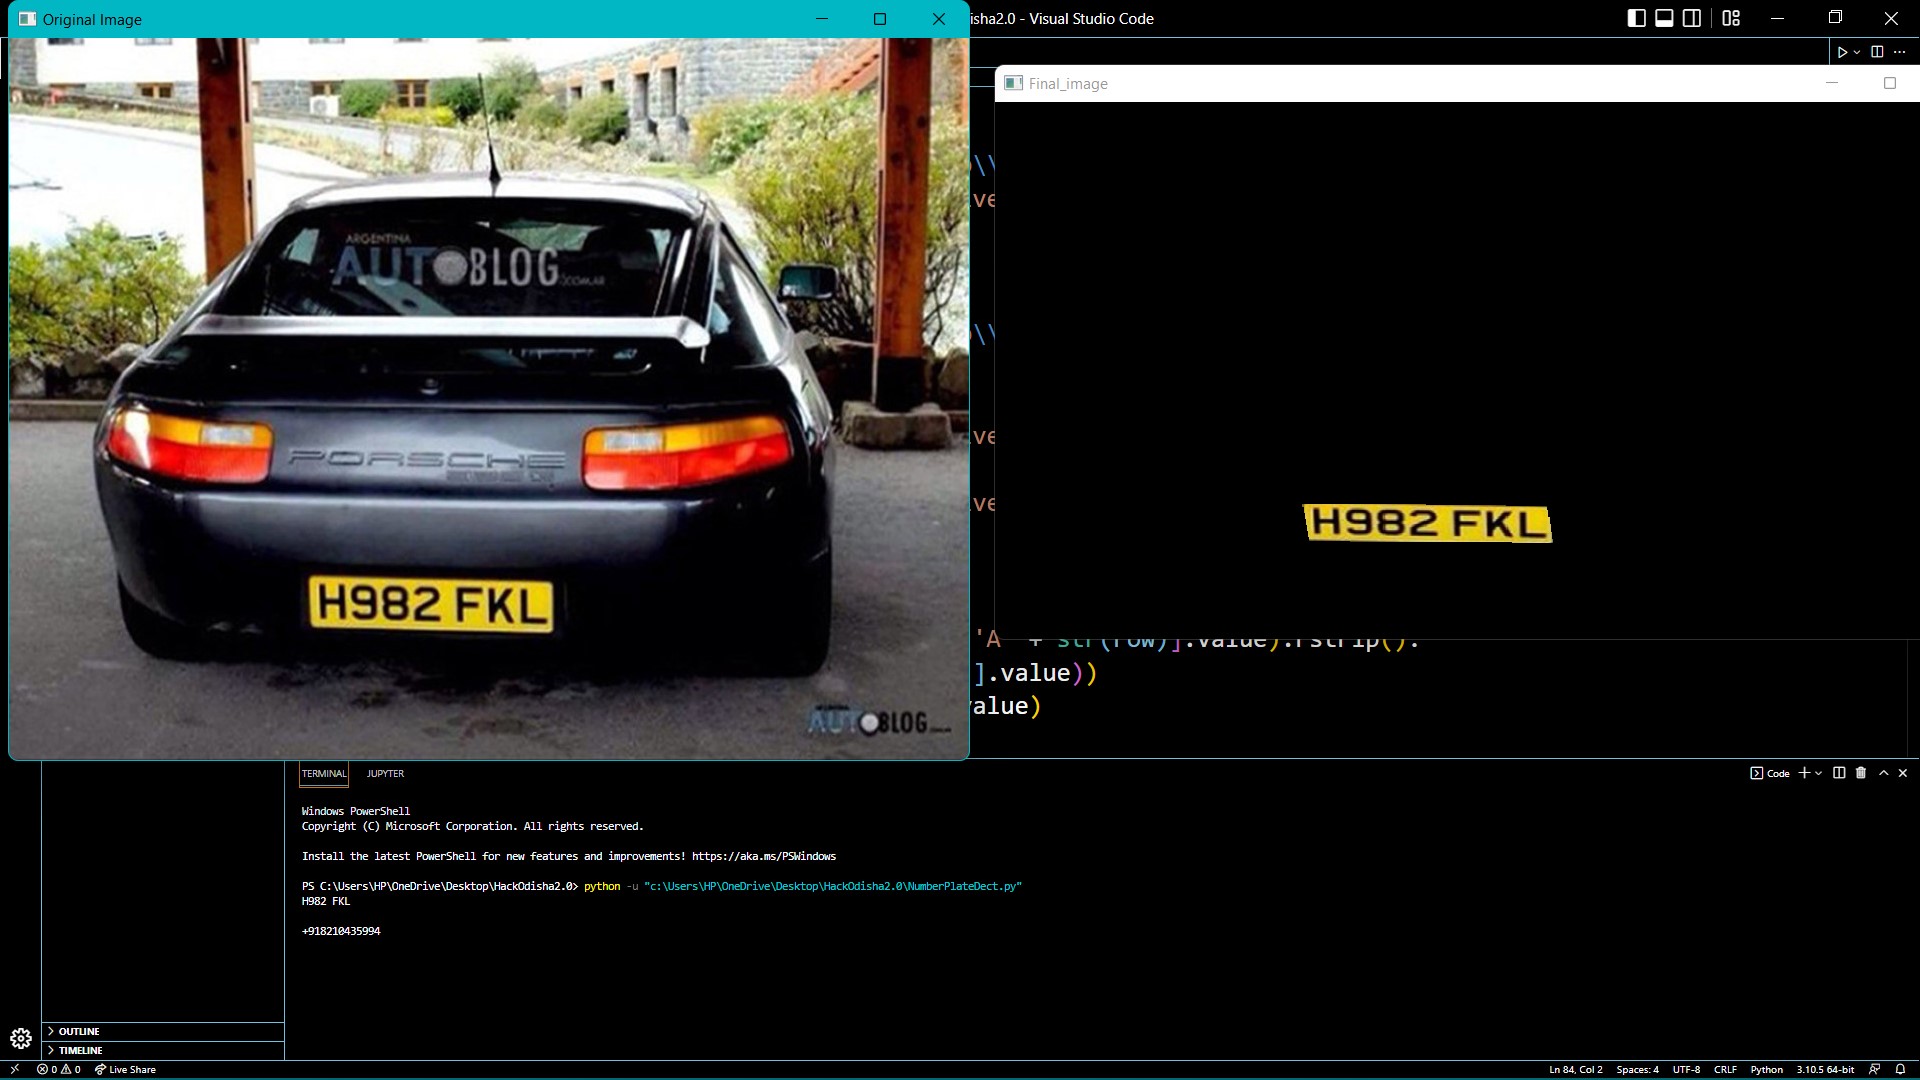 Original Image
isha2.0 - Visual Studio Code
Final_image
ARGENTINA
AUTOBLOG
.COM.AR
PORSCHE
H982 FKL
AUTOBLOG
H982 FKL
\\
ve
\\
ve
ve
'A' + str(row)].value).rstrip().
].value))
value)
TERMINAL
JUPYTER
Code
Windows PowerShell
Copyright (C) Microsoft Corporation. All rights reserved.
Install the latest PowerShell for new features and improvements! https://aka.ms/PSWindows
PS C:\Users\HP\OneDrive\Desktop\HackOdisha2.0> python -u "c:\Users\HP\OneDrive\Desktop\HackOdisha2.0\NumberPlateDect.py"
H982 FKL
+918210435994
OUTLINE
TIMELINE
0 0 Live Share
Ln 84, Col 2 Spaces: 4 UTF-8 CRLF Python 3.10.5 64-bit